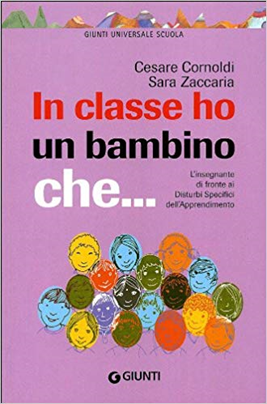 GIUNTI UNIVERSALE SCUOLA
Cesare Cornoldi
Sara Zaccaria
In classe ho
un bambino
che...
L'insegnante
di fronte ai
Disturbi Specifici
dell'Apprendimento
GIUNTI